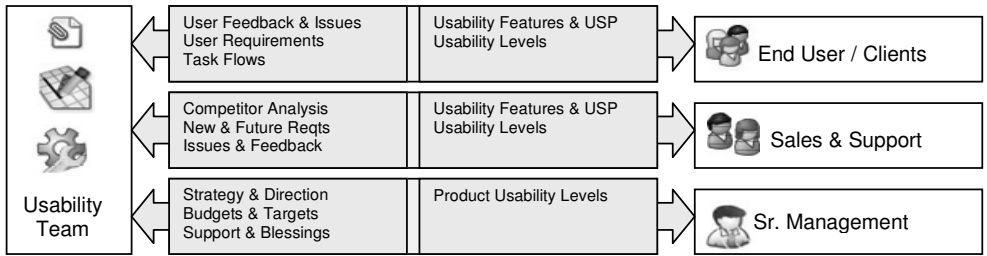 User Feedback & Issues
User Requirements
Task Flows
Usability Features & USP
Usability Levels
End User / Clients
Competitor Analysis
New & Future Reqts
Issues & Feedback
Usability Features & USP
Usability Levels
Sales & Support
Usability
Team
Strategy & Direction
Budgets & Targets
Support & Blessings
Product Usability Levels
Sr. Management